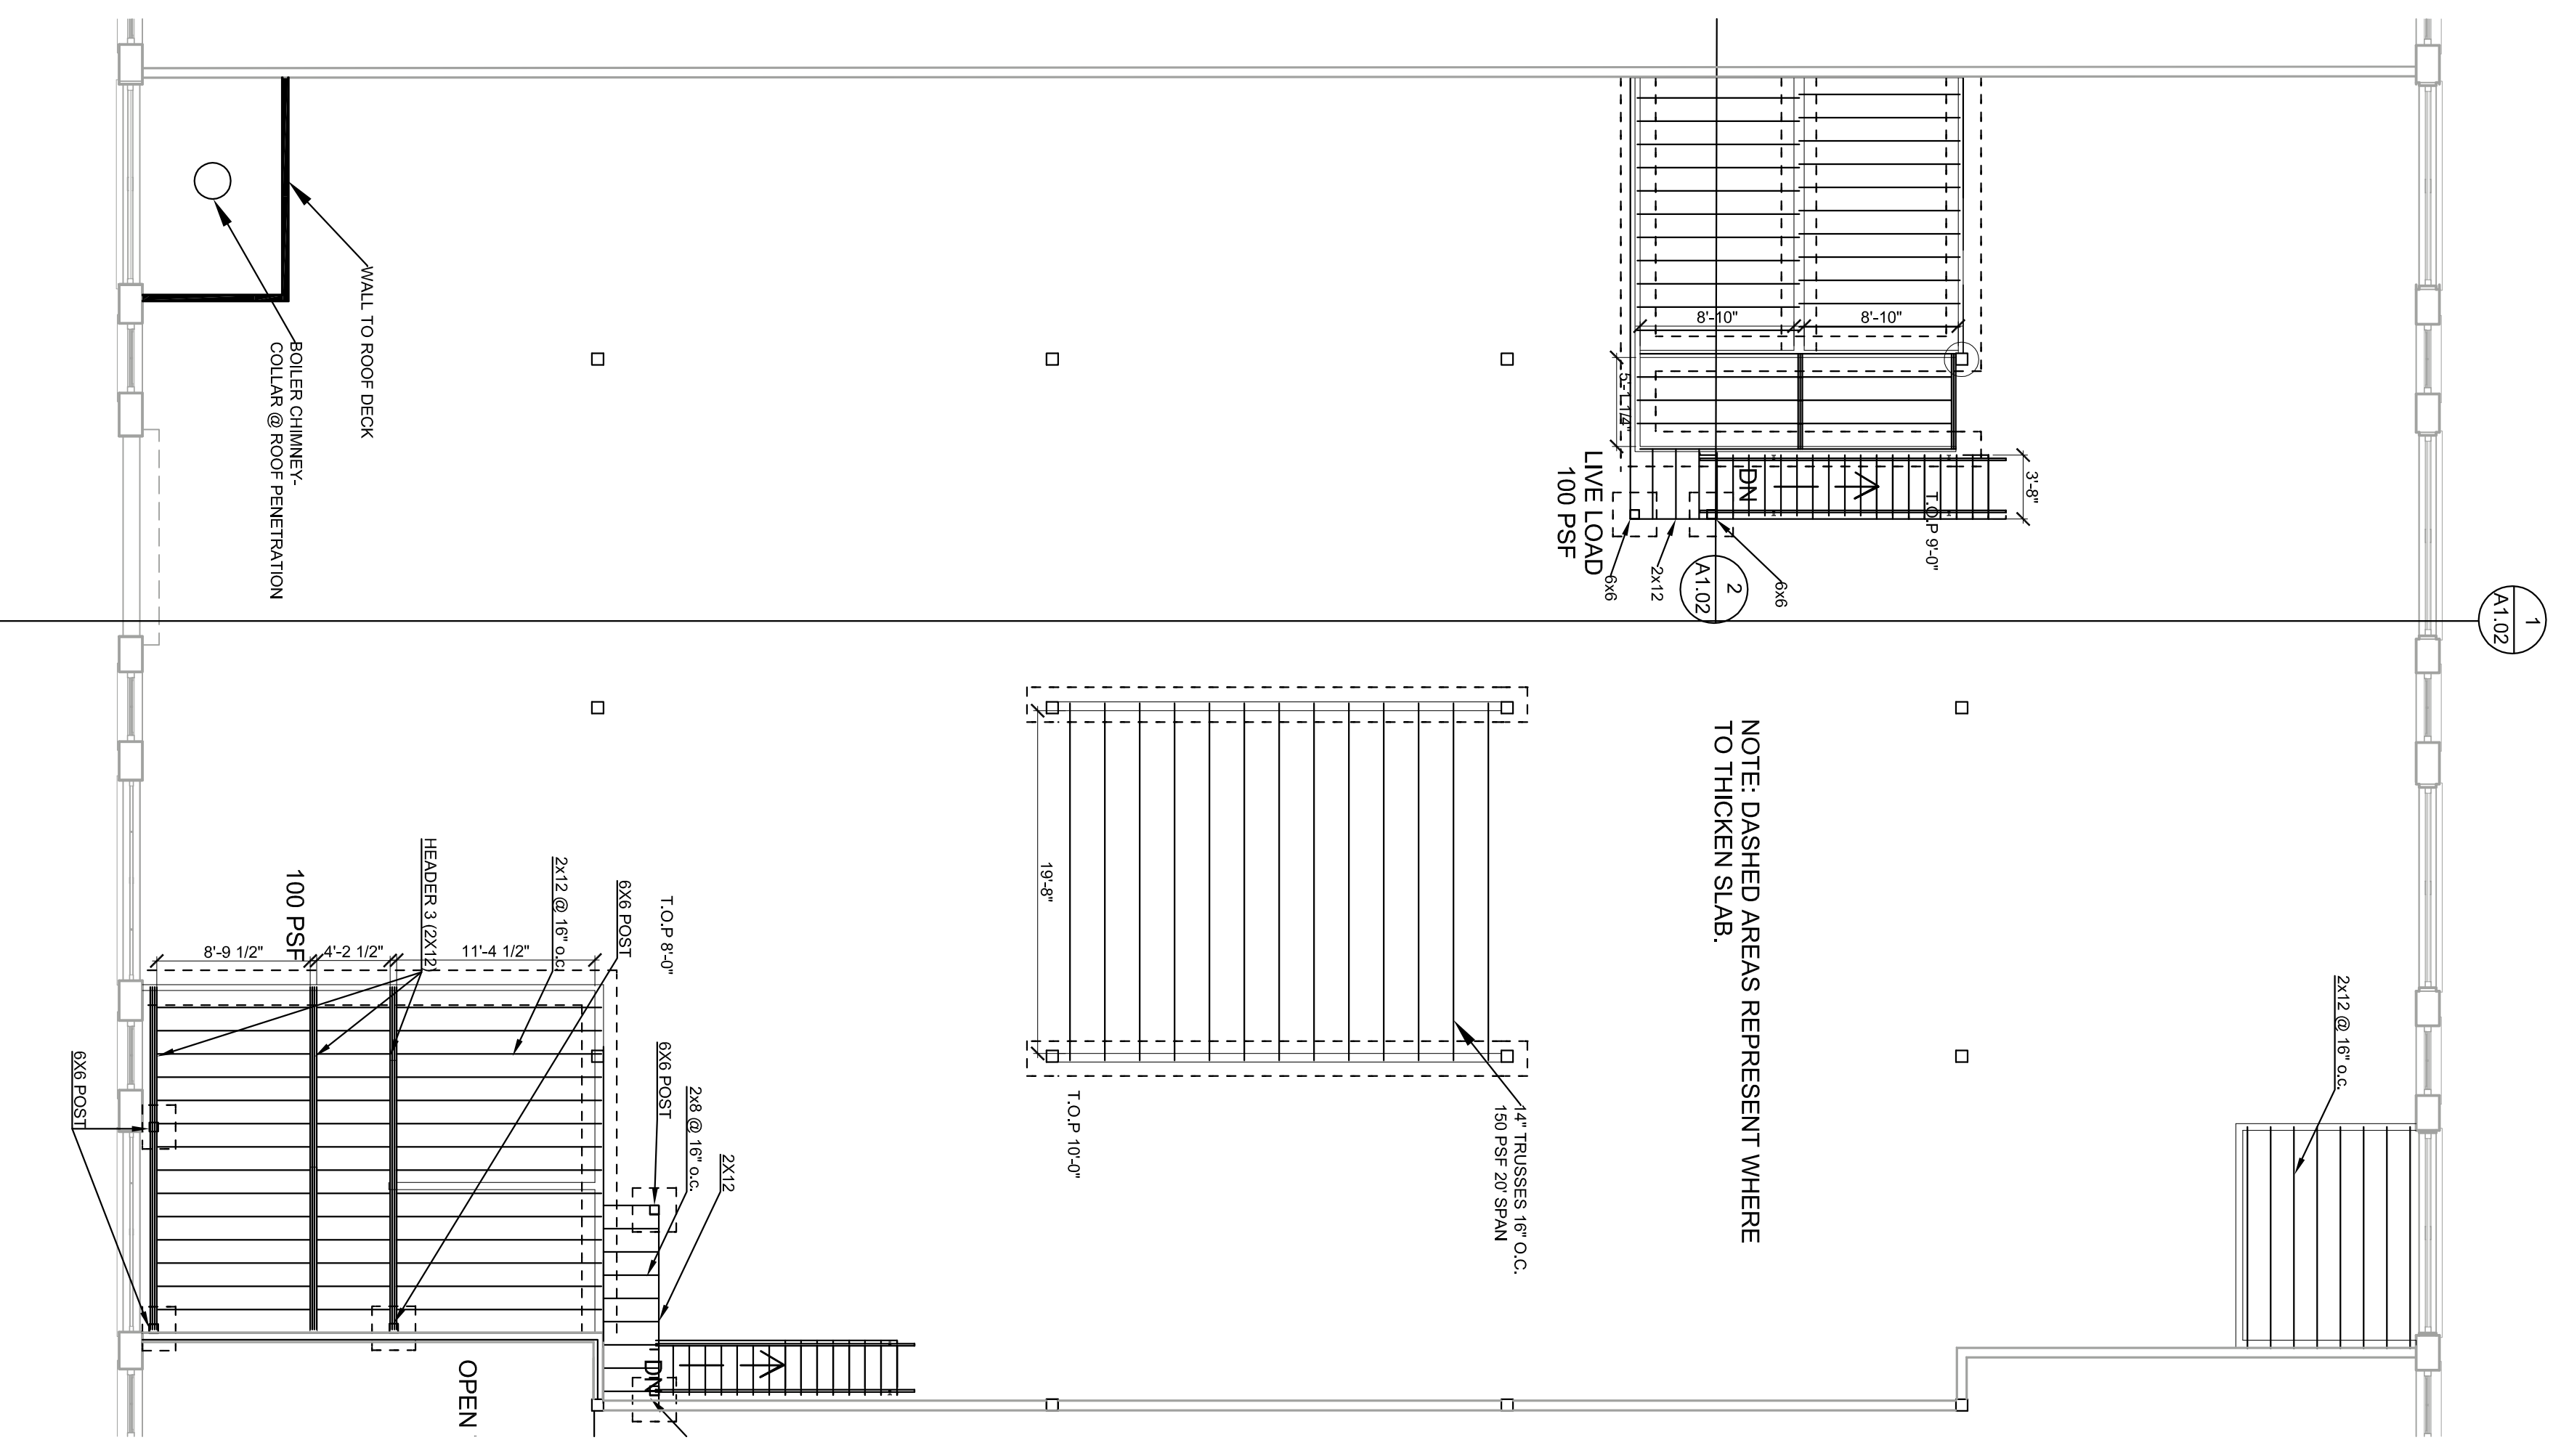 WALL TO ROOF DECK
BOILER CHIMNEY-
COLLAR @ ROOF PENETRATION
8'-10"
8'-10"
5'-1 1/4"
3'-8"
DN
T.O.P 9'-0"
LIVE LOAD
100 PSF
6x6
2x12
6x6
2
A1.02
1
A1.02
NOTE: DASHED AREAS REPRESENT WHERE
TO THICKEN SLAB.
19'-8"
14" TRUSSES 16" O.C.
150 PSF 20' SPAN
T.O.P 10'-0"
2x12 @ 16" o.c.
HEADER 3 (2X12)
2x12 @ 16" o.c.
6X6 POST
T.O.P 8'-0"
100 PSF
8'-9 1/2"
4'-2 1/2"
11'-4 1/2"
6X6 POST
6X6 POST
2x8 @ 16" o.c.
2X12
DN
OPEN